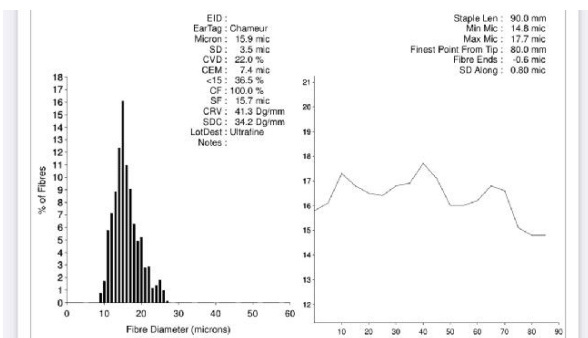 EID :
EarTag : Chameur
Micron : 15.9 mic
SD : 3.5 mic
CVD : 22.0 %
CEM : 7.4 mic
<15 : 36.5 %
CF : 100.0 %
SF : 15.7 mic
CRV : 41.3 Dg/mm
SDC : 34.2 Dg/mm
LotDest : Ultrafine
Notes :
18
17
16
15
14
13
12
11
10
9
8
7
6
5
4
3
2
1
0
% of Fibres
0 10 20 30 40 50 60
Fibre Diameter (microns)
Staple Len : 90.0 mm
Min Mic : 14.8 mic
Max Mic : 17.7 mic
Finest Point From Tip : 80.0 mm
Fibre Ends : -0.6 mic
SD Along : 0.80 mic
21
20
19
18
17
16
15
14
13
12
10 20 30 40 50 60 70 80 90